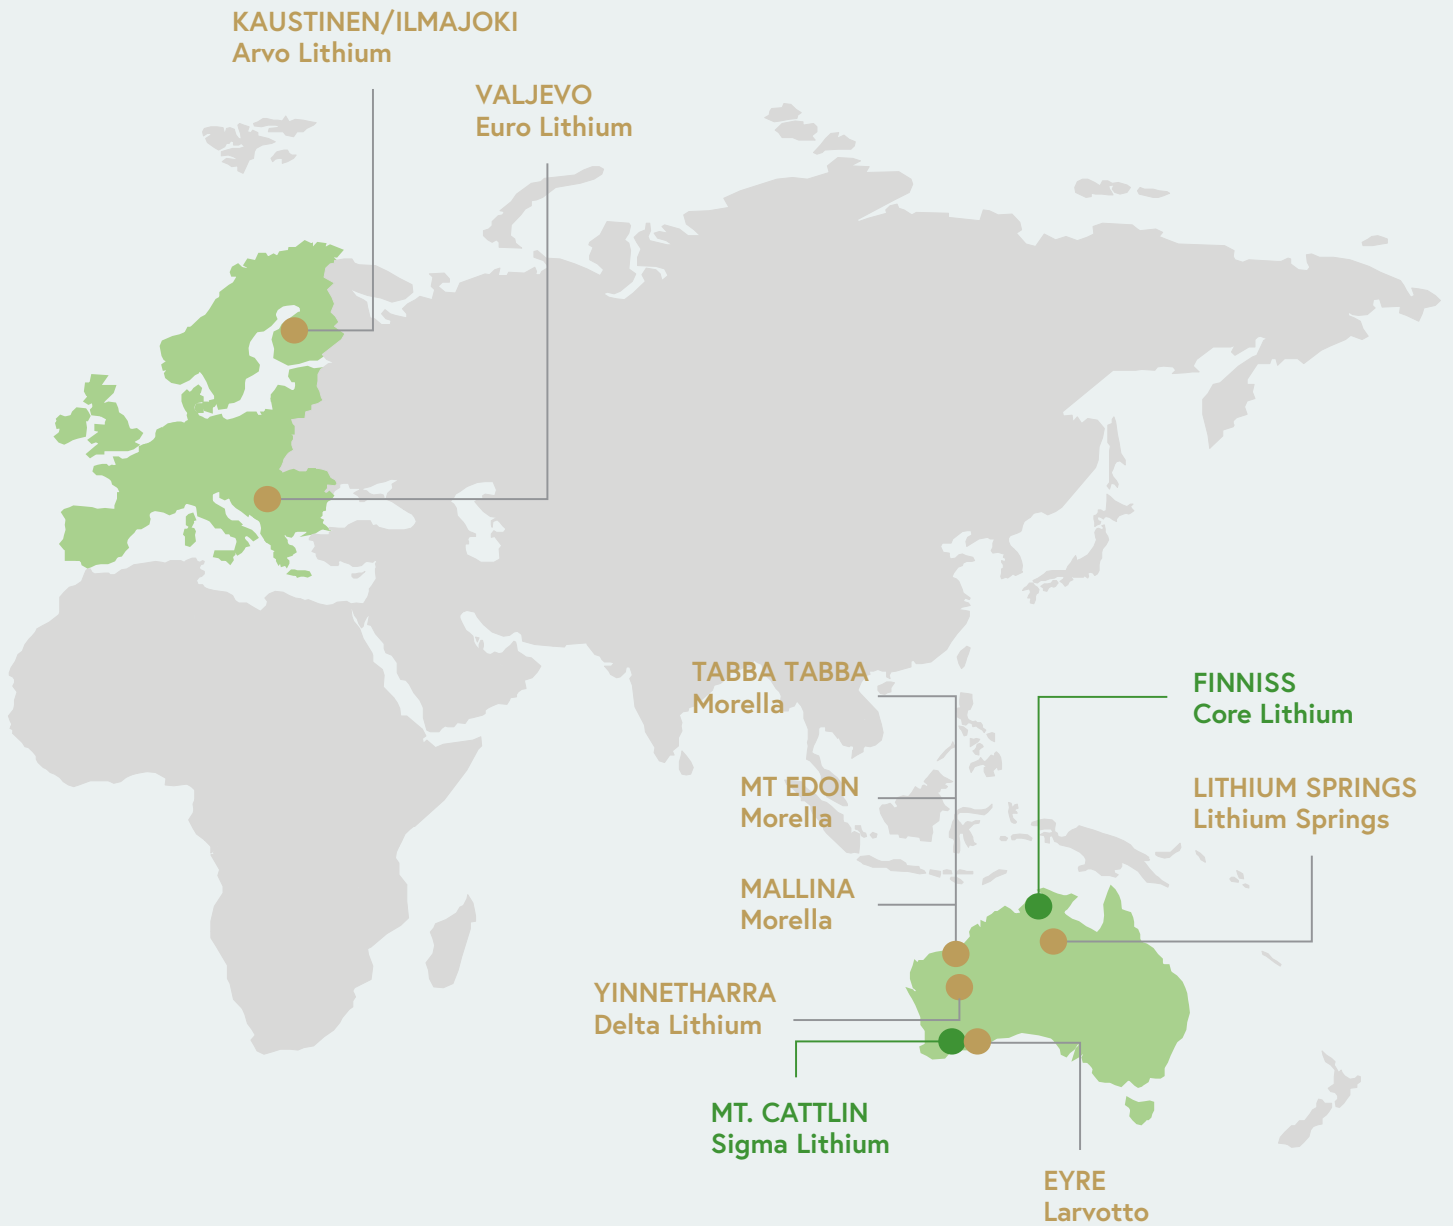 KAUSTINEN/ILMAJOKI
Arvo Lithium
VALJEVO
Euro Lithium
TABBA TABBA
Morella
FINNISS
Core Lithium
MT EDON
Morella
LITHIUM SPRINGS
Lithium Springs
MALLINA
Morella
YINNETHARRA
Delta Lithium
MT. CATTLIN
Sigma Lithium
EYRE
Larvotto